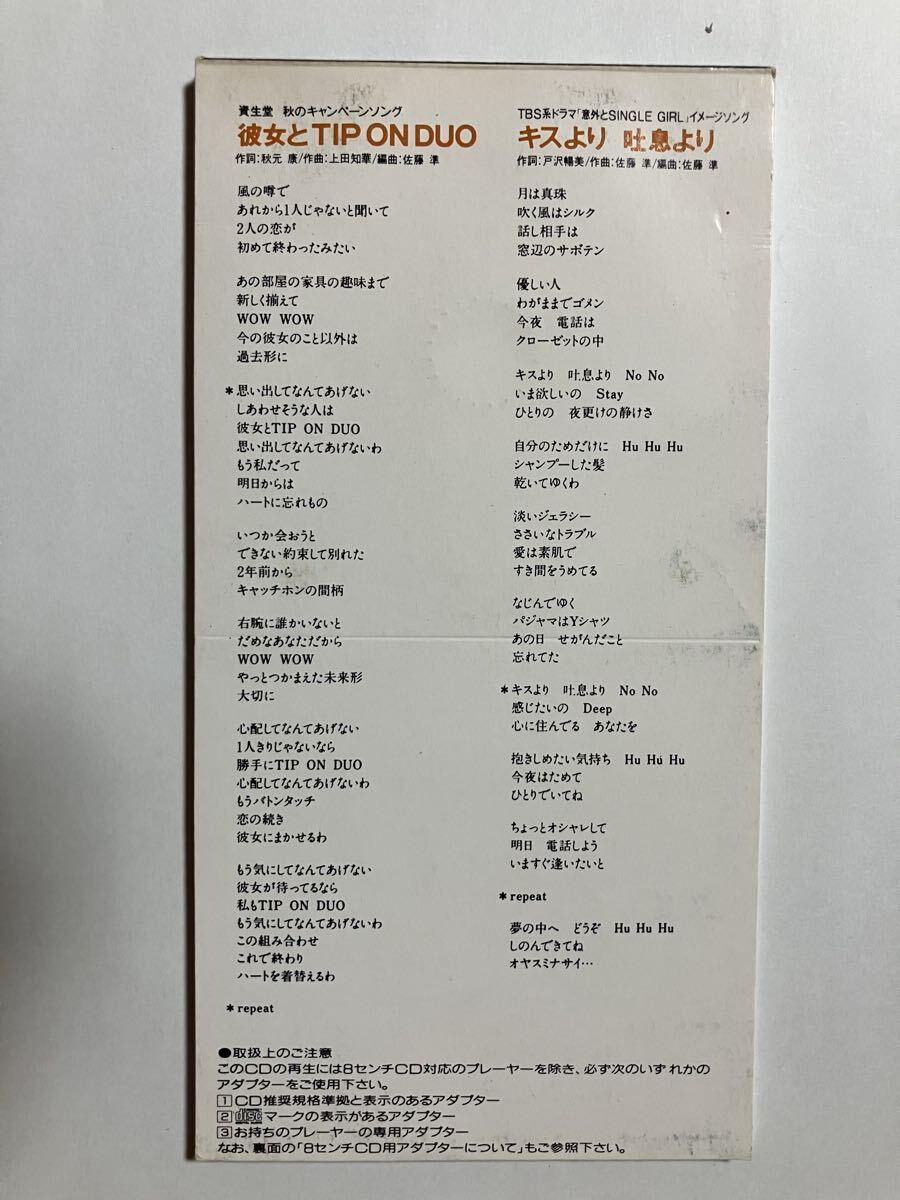 資生堂 秋のキャンペーンソング
彼女とTIP ON DUO
作詞:秋元 康/作曲:上田知華/編曲:佐藤 準
風の噂で
あれから1人じゃないと聞いて
2人の恋が
初めて終わったみたい
あの部屋の家具の趣味まで
新しく揃えて
WOW WOW
今の彼女のこと以外は
過去形に
*思い出してなんてあげない
しあわせそうな人は
彼女とTIP ON DUO
思い出してなんてあげないわ
もう私だって
明日からは
ハートに忘れもの
いつか会おうと
できない約束して別れた
2年前から
キャッチホンの間柄
右腕に誰かいないと
だめなあなただから
WOW WOW
やっとつかまえた未来形
大切に
心配してなんてあげない
1人きりじゃないなら
勝手にTIP ON DUO
心配してなんてあげないわ
もうバトンタッチ
恋の続き
彼女にまかせるわ
もう気にしてなんてあげない
彼女が待ってるなら
私もTIP ON DUO
もう気にしてなんてあげないわ
この組み合わせ
これで終わり
ハートを着替えるわ
*repeat
TBS系ドラマ「意外とSINGLE GIRL」イメージソング
キスより 吐息より
作詞:戸沢暢美/作曲:佐藤 準/編曲:佐藤 準
月は真珠
吹く風はシルク
話し相手は
窓辺のサボテン
優しい人
わがままでゴメン
今夜 電話は
クローゼットの中
キスより 吐息より No No
いま欲しいの Stay
ひとりの 夜更けの静けさ
自分のためだけに Hu Hu Hu
シャンプーした髪
乾いてゆくわ
淡いジェラシー
ささいなトラブル
愛は素肌で
すき間をうめてる
なじんでゆく
パジャマはYシャツ
あの日 せがんだこと
忘れてた
*キスより 吐息より No No
感じたいの Deep
心に住んでる あなたを
抱きしめたい気持ち Hu Hu Hu
今夜はためて
ひとりでいてね
ちょっとオシャレして
明日 電話しよう
いますぐ逢いたいと
*repeat
夢の中へ どうぞ Hu Hu Hu
しのんできてね
オヤスミナサイ…
●取扱上のご注意
このCDの再生には8センチCD対応のプレーヤーを除き、必ず次のいずれかの
アダプターをご使用下さい。
1 CD推奨規格準拠と表示のあるアダプター
2 disc マークの表示があるアダプター
3 お持ちのプレーヤーの専用アダプター
なお、裏面の「8センチCD用アダプターについて」もご参照下さい。